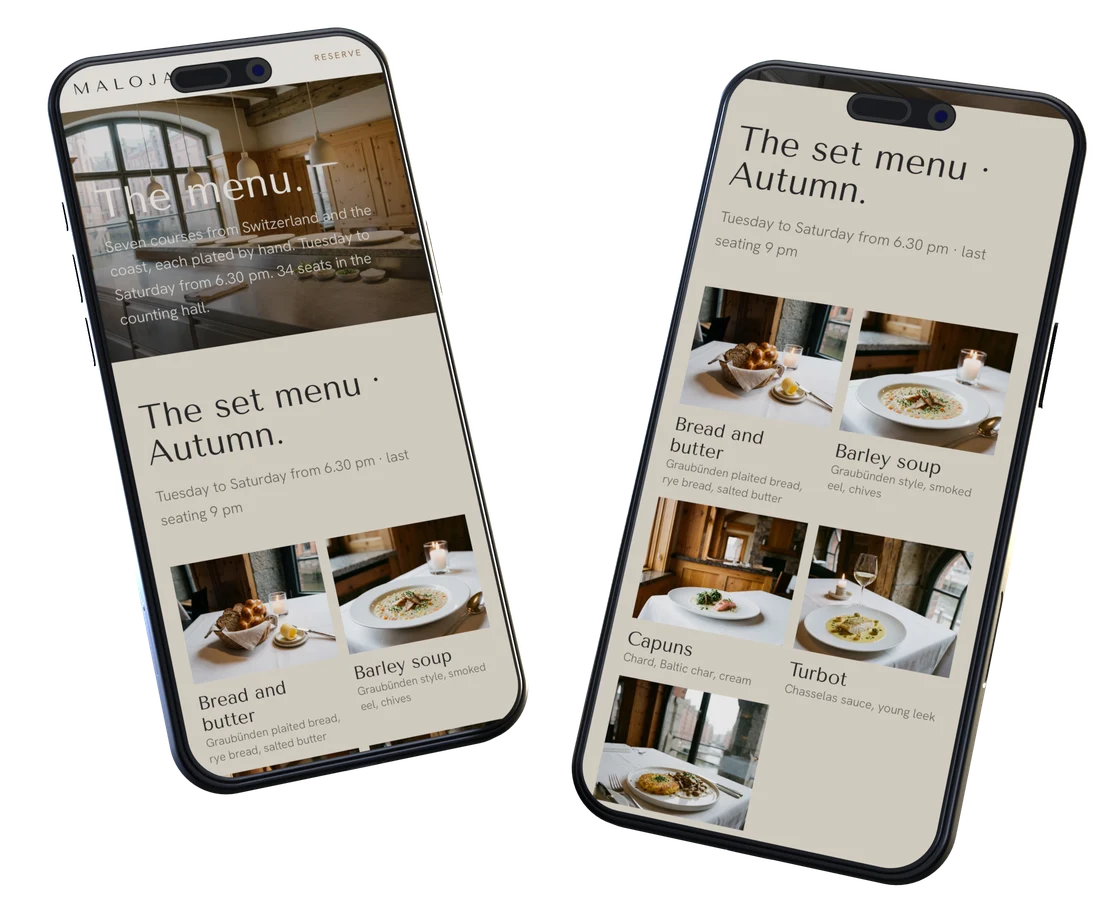 MALOJA
RESERVE
The menu.
Seven courses from Switzerland and the
coast, each plated by hand. Tuesday to
Saturday from 6.30 pm. 34 seats in the
counting hall.
The set menu ·
Autumn.
Tuesday to Saturday from 6.30 pm · last
seating 9 pm
Bread and
butter
Graubünden plaited bread,
rye bread, salted butter
Barley soup
Graubünden style, smoked
eel, chives
The set menu ·
Autumn.
Tuesday to Saturday from 6.30 pm · last
seating 9 pm
Bread and
butter
Graubünden plaited bread,
rye bread, salted butter
Barley soup
Graubünden style, smoked
eel, chives
Capuns
Chard, Baltic char, cream
Turbot
Chasselas sauce, young leek